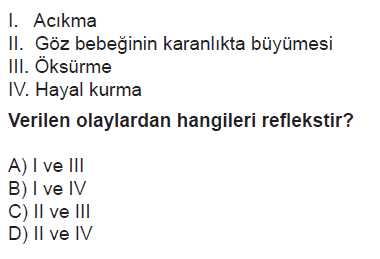 I. Acıkma
II. Göz bebeğinin karanlıkta büyümesi
III. Öksürme
IV. Hayal kurma
Verilen olaylardan hangileri reflekstir?
A) I ve III
B) I ve IV
C) II ve III
D) II ve IV